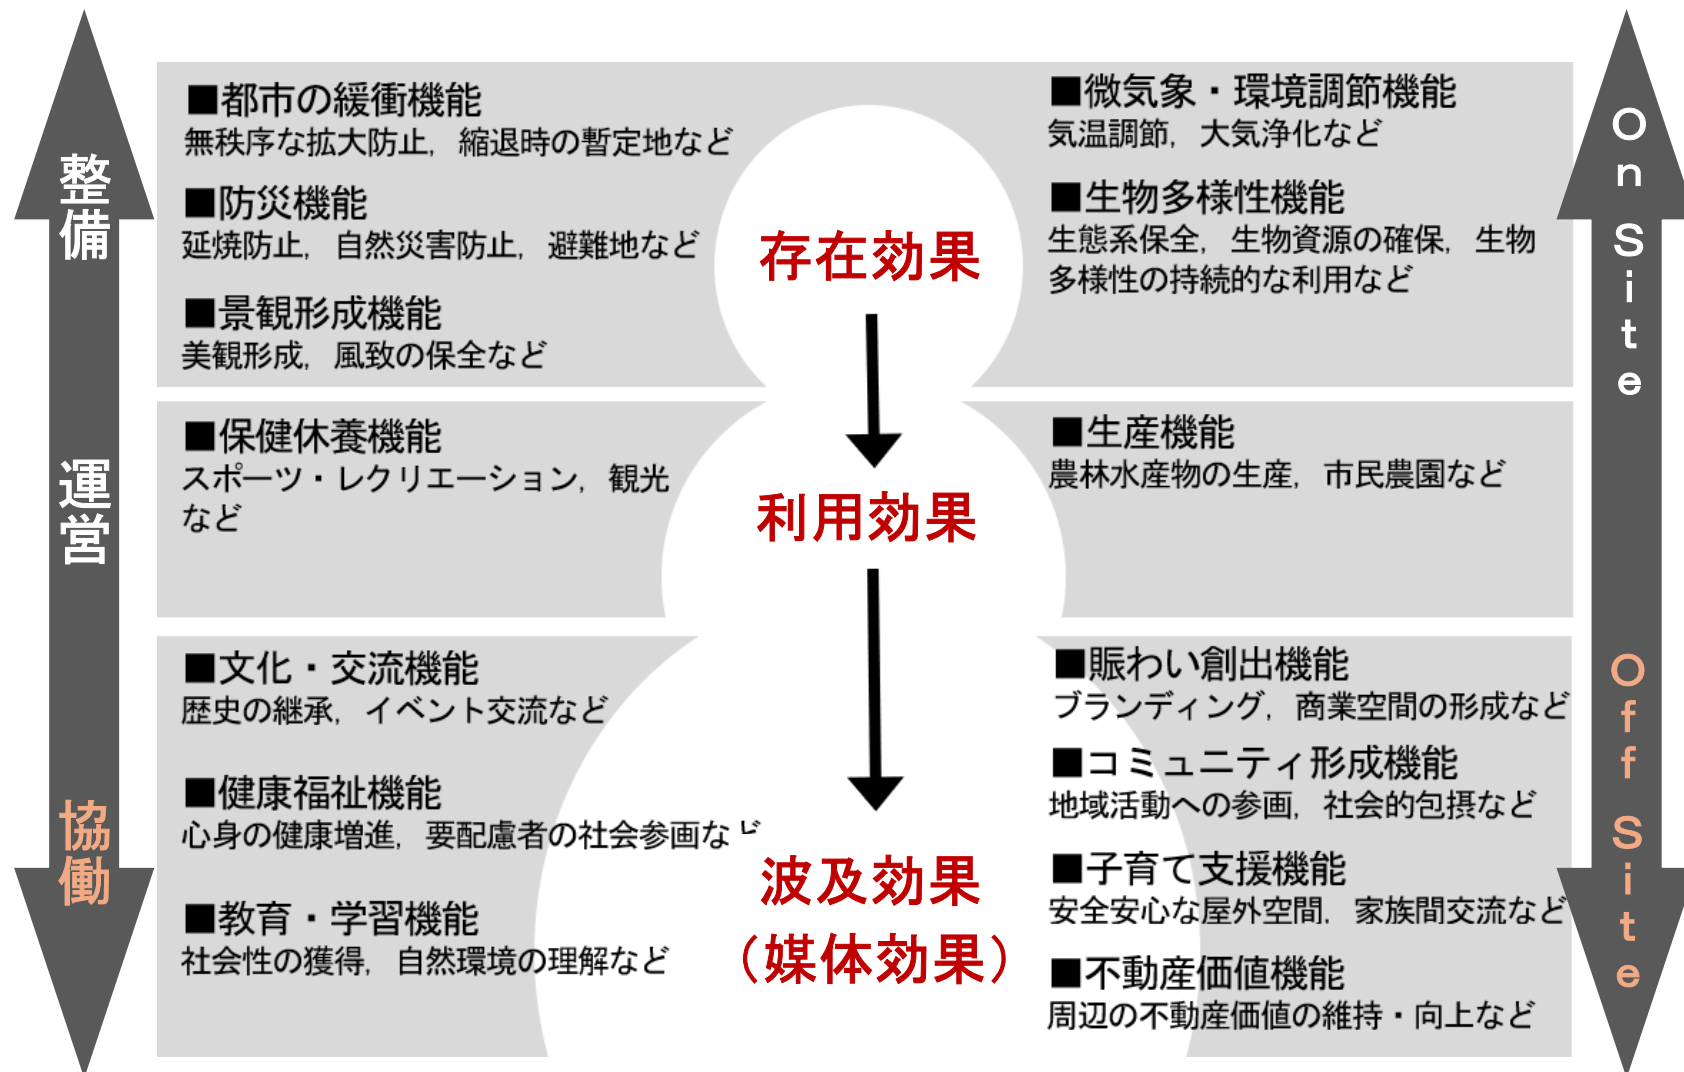 整備
運営
協働
■都市の緩衝機能
無秩序な拡大防止，縮退時の暫定地など
■防災機能
延焼防止，自然災害防止，避難地など
■景観形成機能
美観形成，風致の保全など
■微気象・環境調節機能
気温調節，大気浄化など
■生物多様性機能
生態系保全，生物資源の確保，生物
多様性の持続的な利用など
存在効果
■保健休養機能
スポーツ・レクリエーション，観光
など
■生産機能
農林水産物の生産，市民農園など
利用効果
■文化・交流機能
歴史の継承，イベント交流など
■健康福祉機能
心身の健康増進，要配慮者の社会参画など
■教育・学習機能
社会性の獲得，自然環境の理解など
波及効果
（媒体効果）
■賑わい創出機能
ブランディング，商業空間の形成など
■コミュニティ形成機能
地域活動への参画，社会的包摂など
■子育て支援機能
安全安心な屋外空間，家族間交流など
■不動産価値機能
周辺の不動産価値の維持・向上など
On Site
Off Site